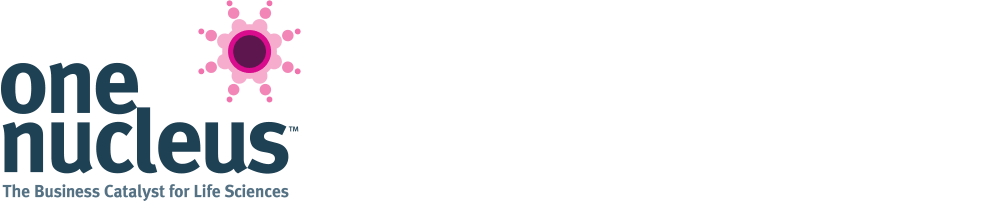 one
nucleus™
The Business Catalyst for Life Sciences